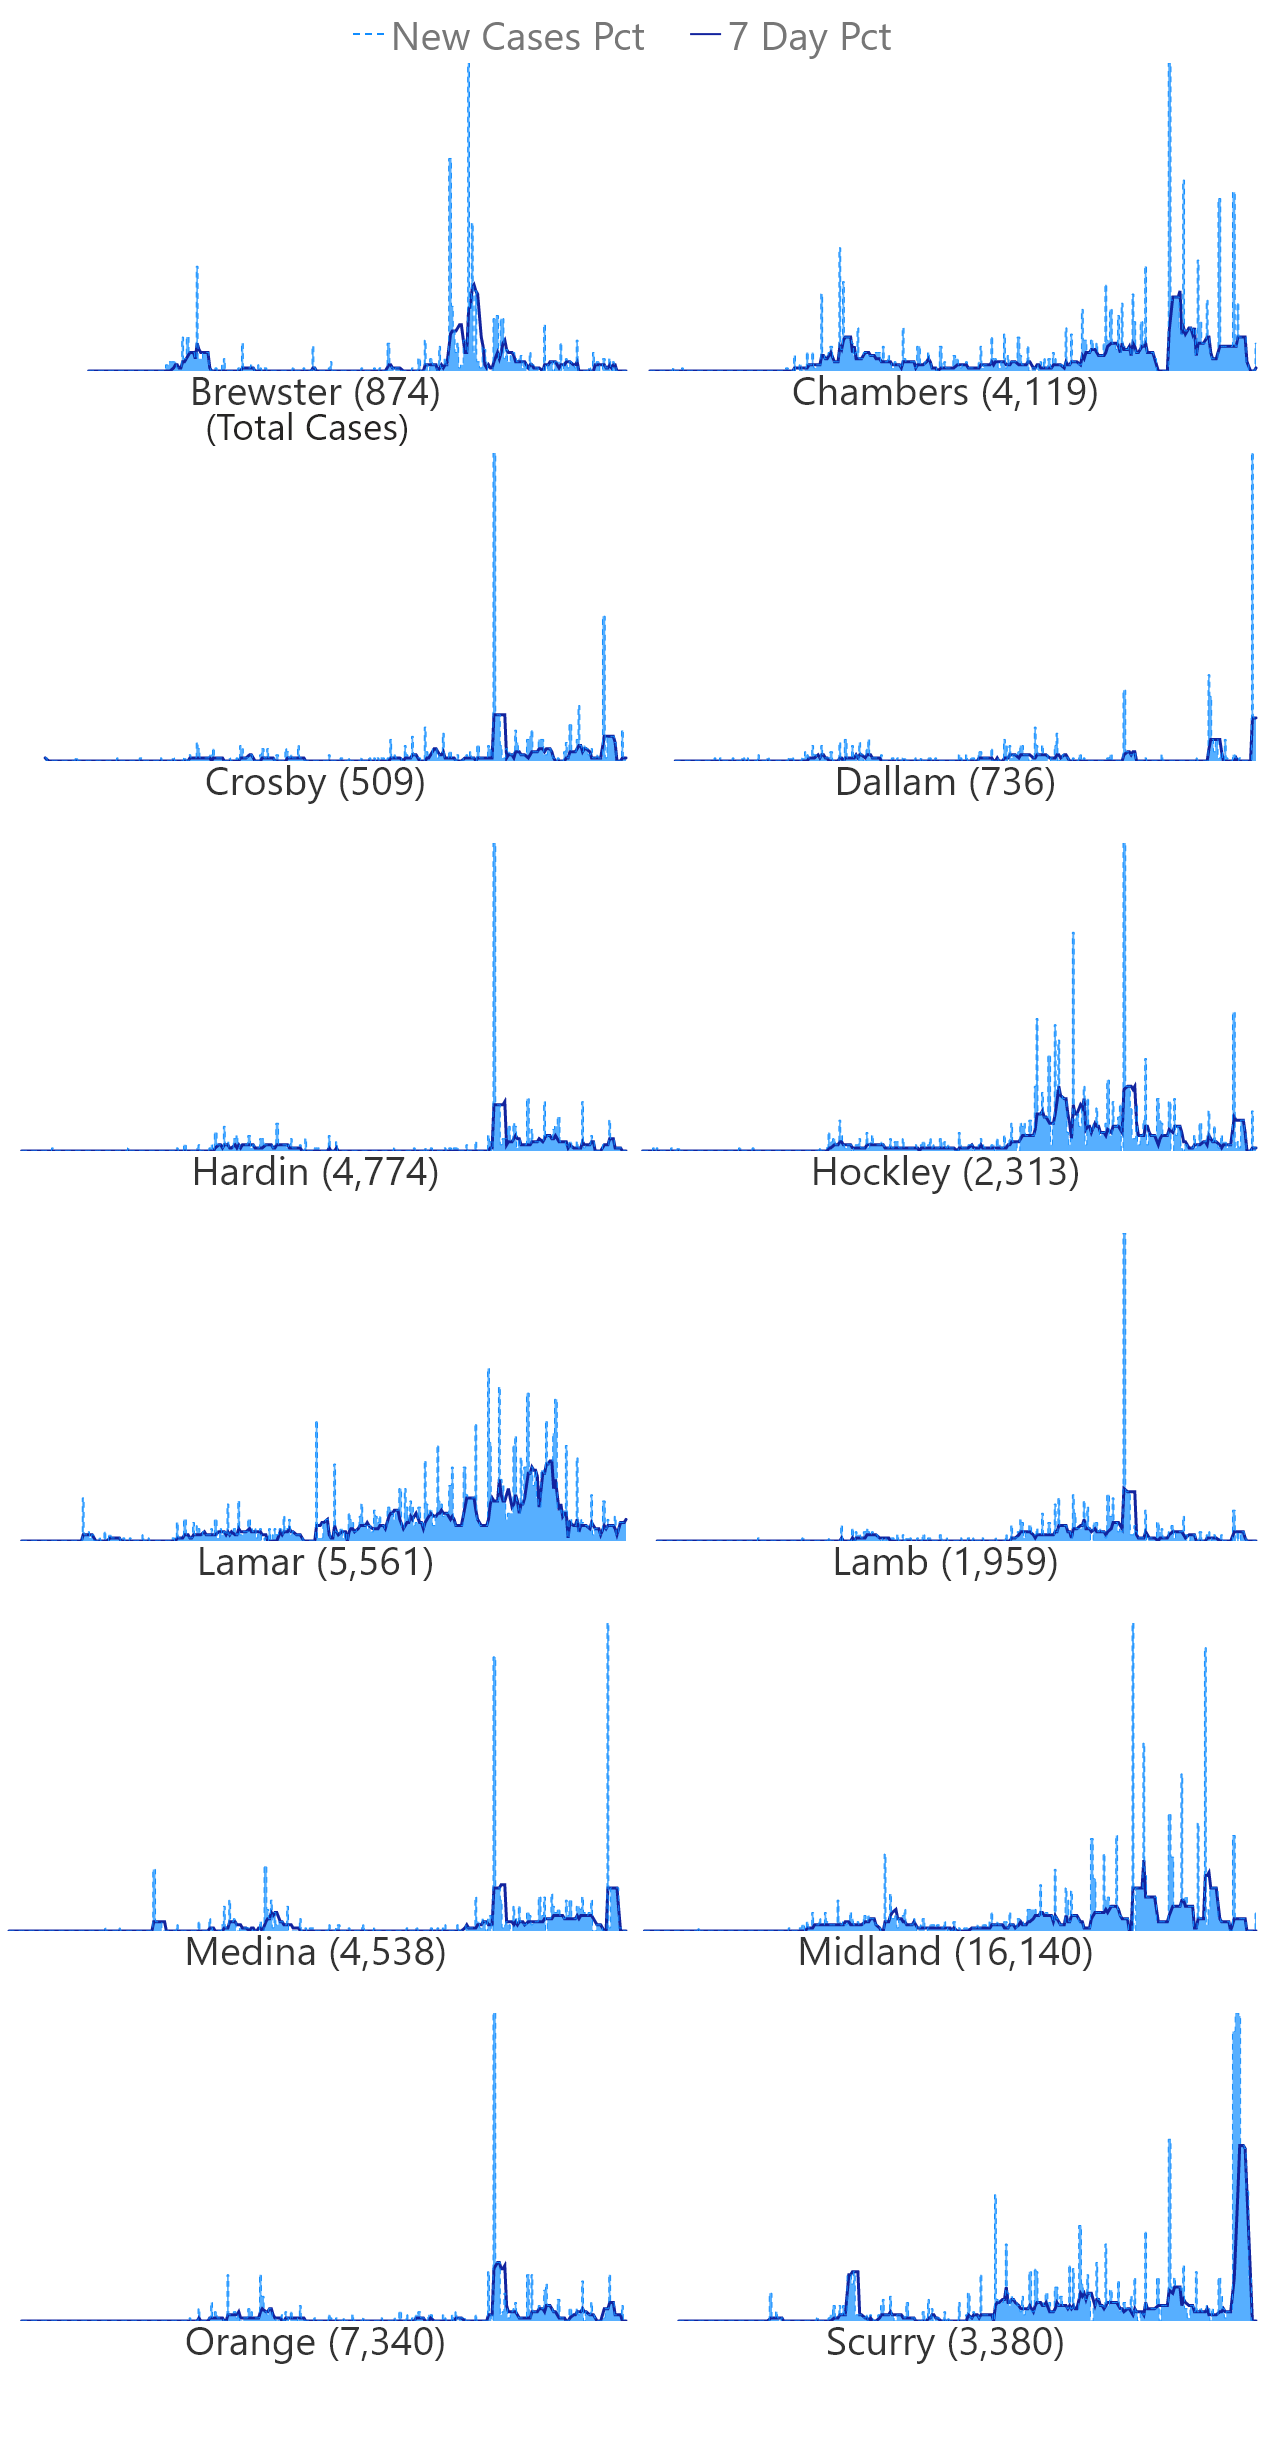 New Cases Pct 7 Day Pct
Brewster (874) Chambers (4,119)
(Total Cases)
Crosby (509) Dallam (736)
Hardin (4,774) Hockley (2,313)
Lamar (5,561) Lamb (1,959)
Medina (4,538) Midland (16,140)
Orange (7,340) Scurry (3,380)